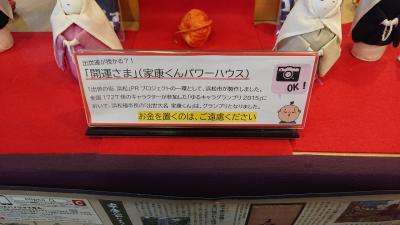 出世運が授かる?!
「開運さま」(家康くんパワーハウス)
「出世の街 浜松」PRプロジェクトの一環として、浜松市が製作しました。
全国1727体のキャラクターが参加した「ゆるキャラグランプリ2015」に
おいて、浜松福市長の「出世大名 家康くん」は、グランプリとなりました。
お金を置くのは、ご遠慮ください
OK!